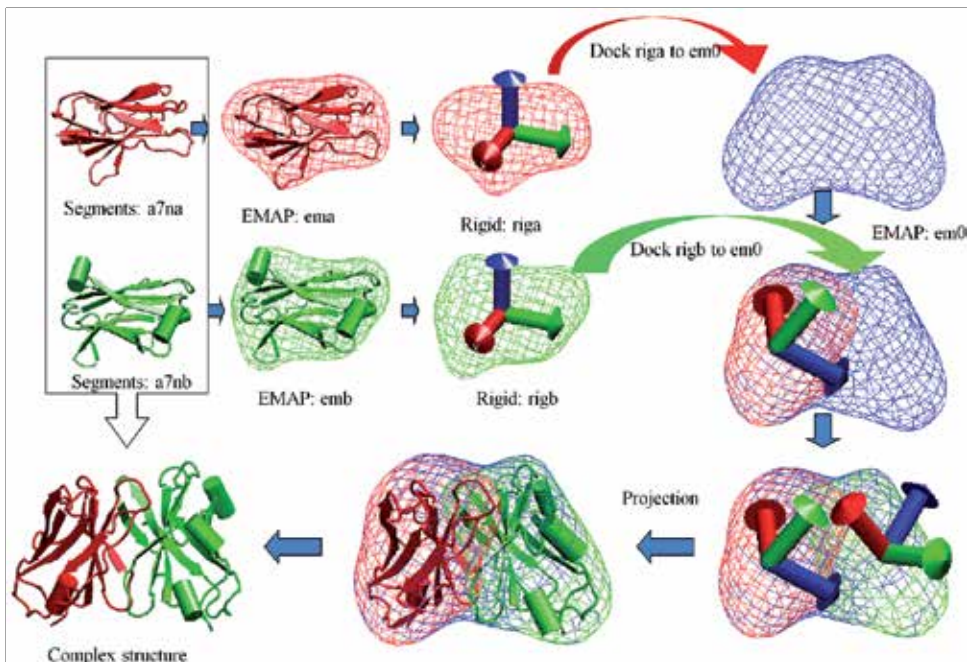 Dock riga to em0
Segments: a7na
EMAP: ema
Rigid: riga
EMAP: em0
Dock rigb to em0
Segments: a7nb
EMAP: emb
Rigid: rigb
Projection
Complex structure